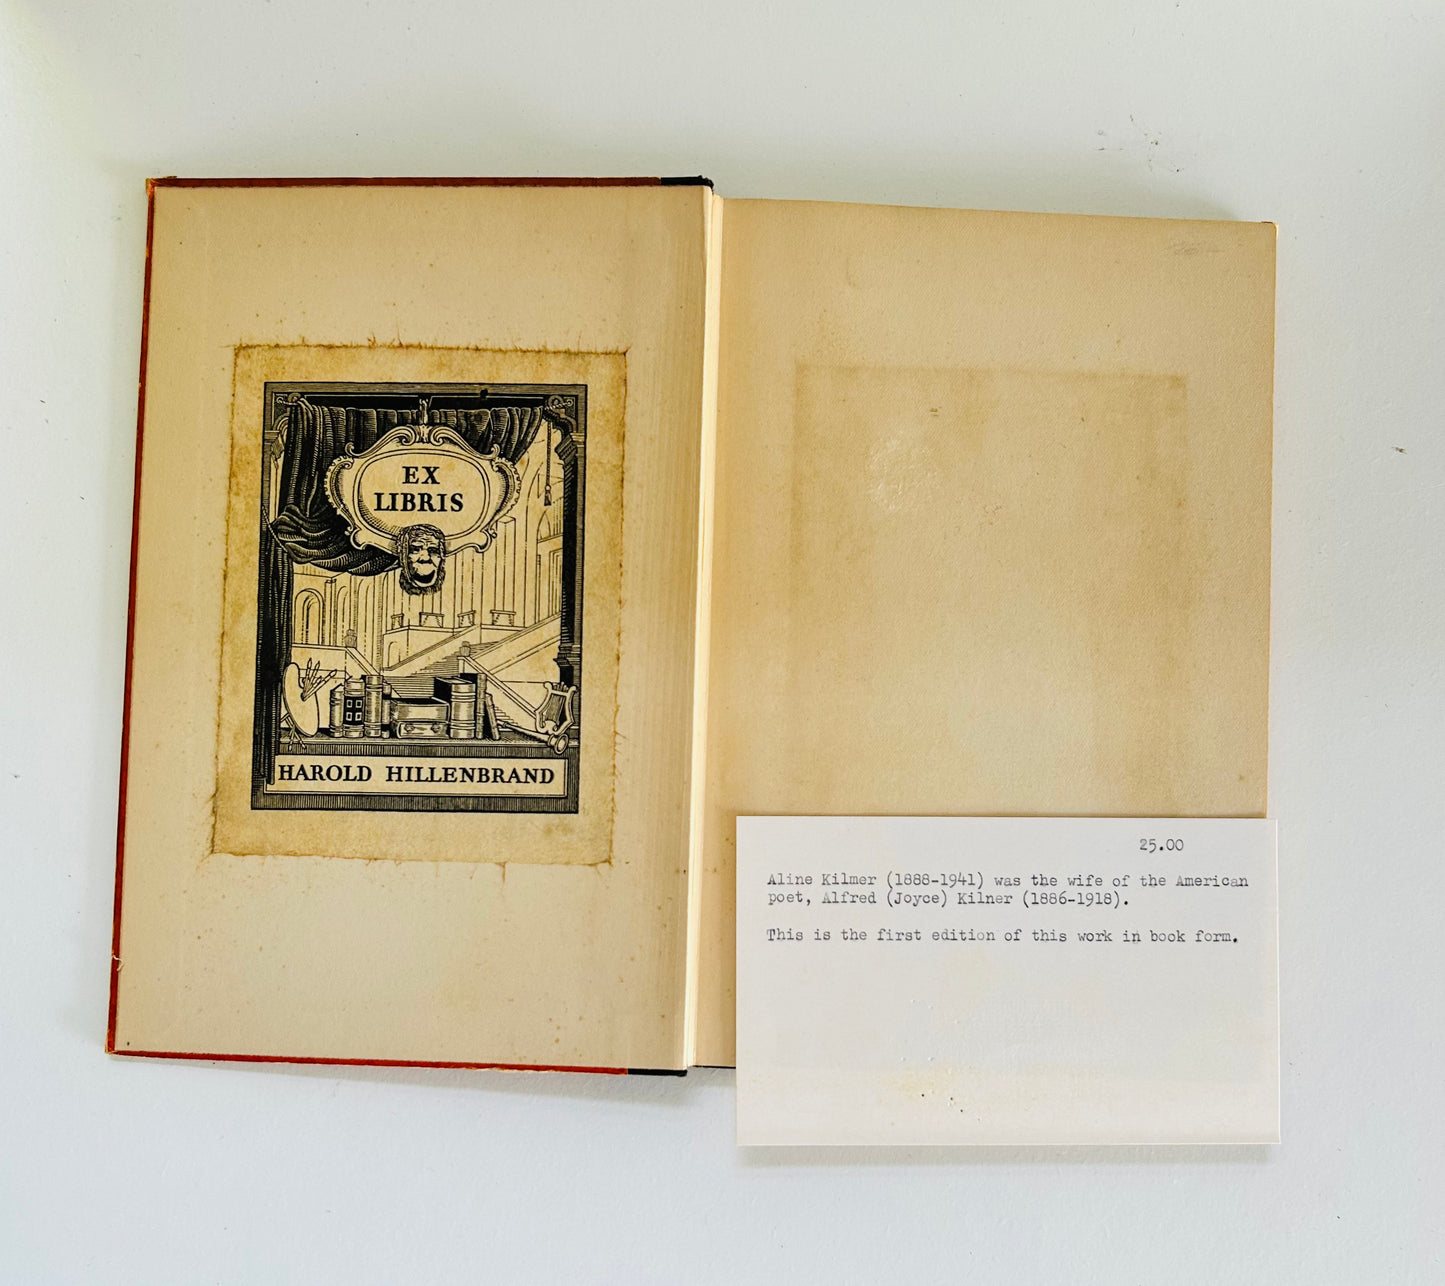 EX
LIBRIS
HAROLD HILLENBRAND
25.00
Aline Kilmer (1888-1941) was the wife of the American
poet, Alfred (Joyce) Kilner (1886-1918).
This is the first edition of this work in book form.